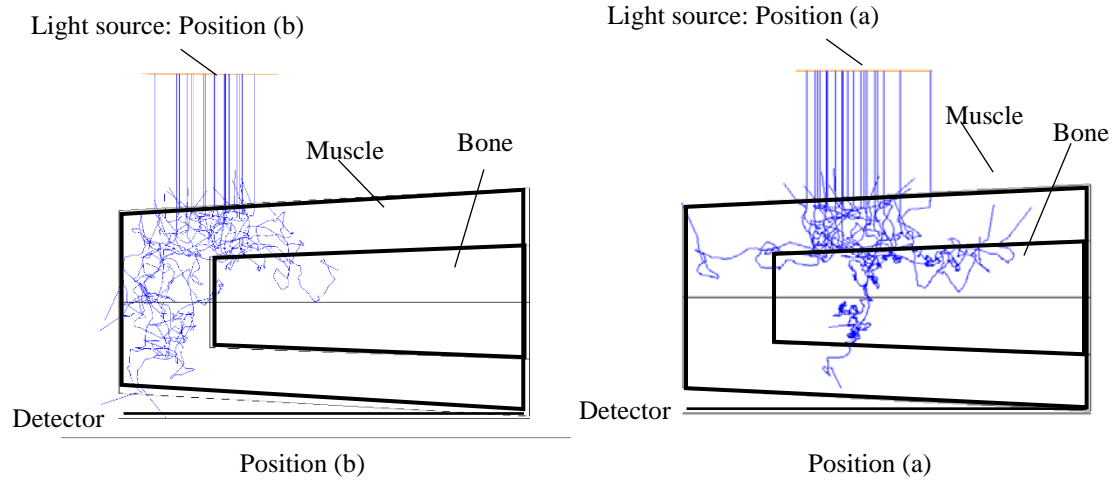 Light source: Position (b)
Muscle
Bone
Detector
Position (b)
Light source: Position (a)
Muscle
Bone
Detector
Position (a)